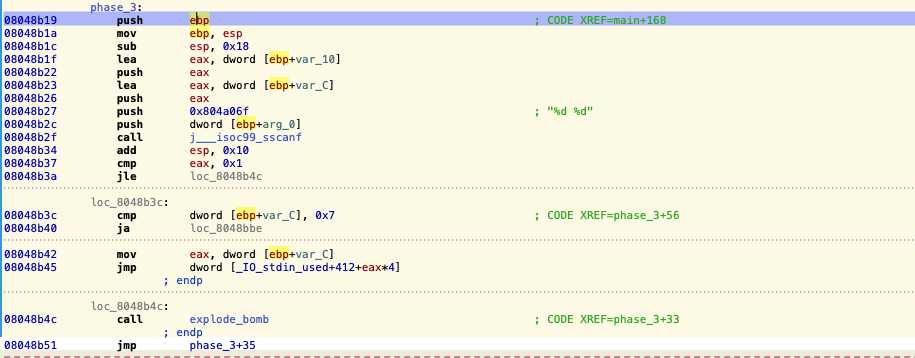 phase_3:
08048b19 push ebp ; CODE XREF=main+168
08048b1a mov ebp, esp
08048b1c sub esp, 0x18
08048b1f lea eax, dword [ebp+var_10]
08048b22 push eax
08048b23 lea eax, dword [ebp+var_C]
08048b26 push eax
08048b27 push 0x804a06f ; "%d %d"
08048b2c push dword [ebp+arg_0]
08048b2f call j___isoc99_sscanf
08048b34 add esp, 0x10
08048b37 cmp eax, 0x1
08048b3a jle loc_8048b4c
loc_8048b3c:
08048b3c cmp dword [ebp+var_C], 0x7 ; CODE XREF=phase_3+56
08048b40 ja loc_8048bbe
08048b42 mov eax, dword [ebp+var_C]
08048b45 jmp dword [_IO_stdin_used+412+eax*4]
; endp
loc_8048b4c:
08048b4c call explode_bomb ; CODE XREF=phase_3+33
; endp
08048b51 jmp phase_3+35